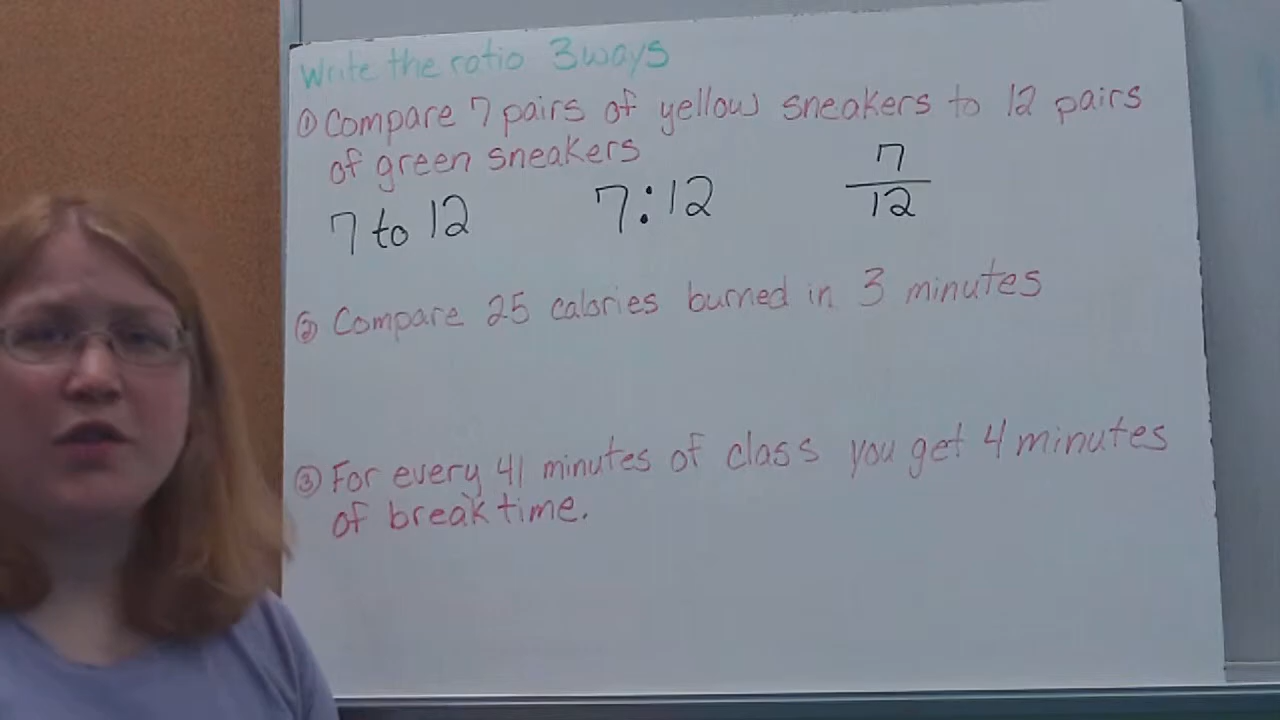 Write the ratio 3 ways
① Compare 7 pairs of yellow sneakers to 12 pairs
of green sneakers
7 to 12 7:12 7/12
② Compare 25 calories burned in 3 minutes
③ For every 41 minutes of class you get 4 minutes
of break time.